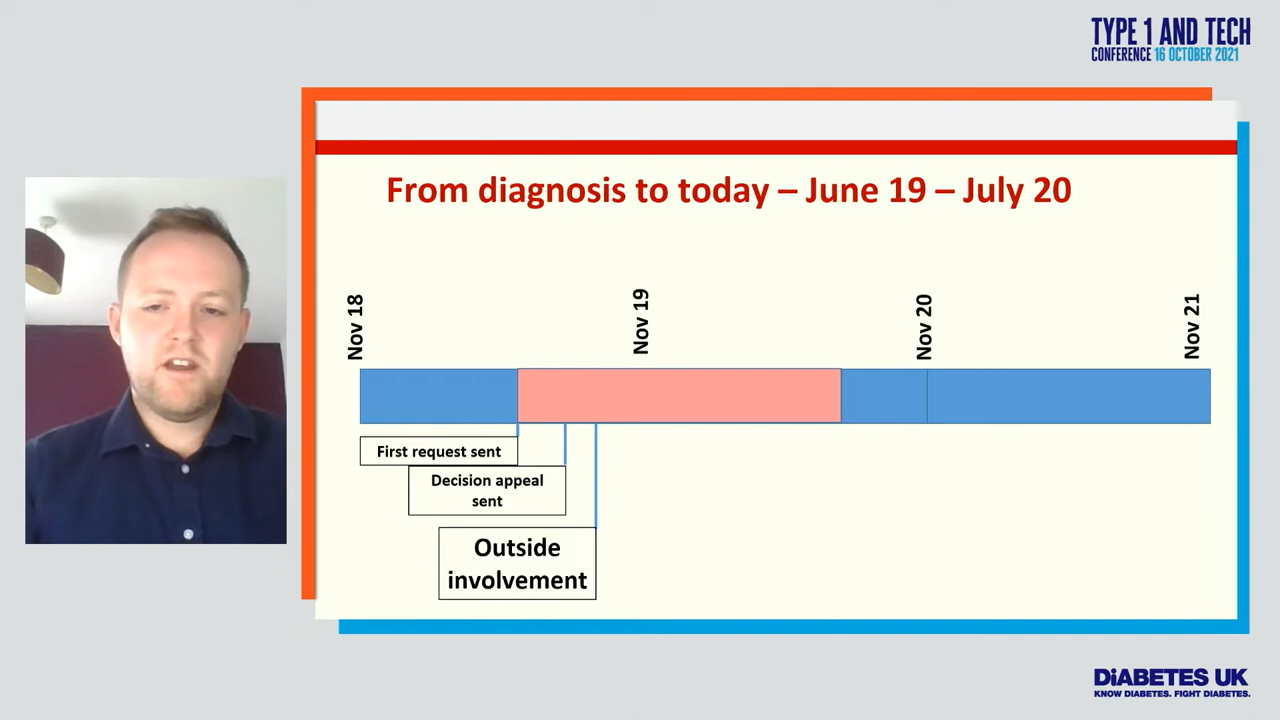 TYPE 1 AND TECH
CONFERENCE 16 OCTOBER 2021
From diagnosis to today – June 19 – July 20
Nov 18
Nov 19
Nov 20
Nov 21
First request sent
Decision appeal
sent
Outside
involvement
DiABETES UK
KNOW DIABETES. FIGHT DIABETES.